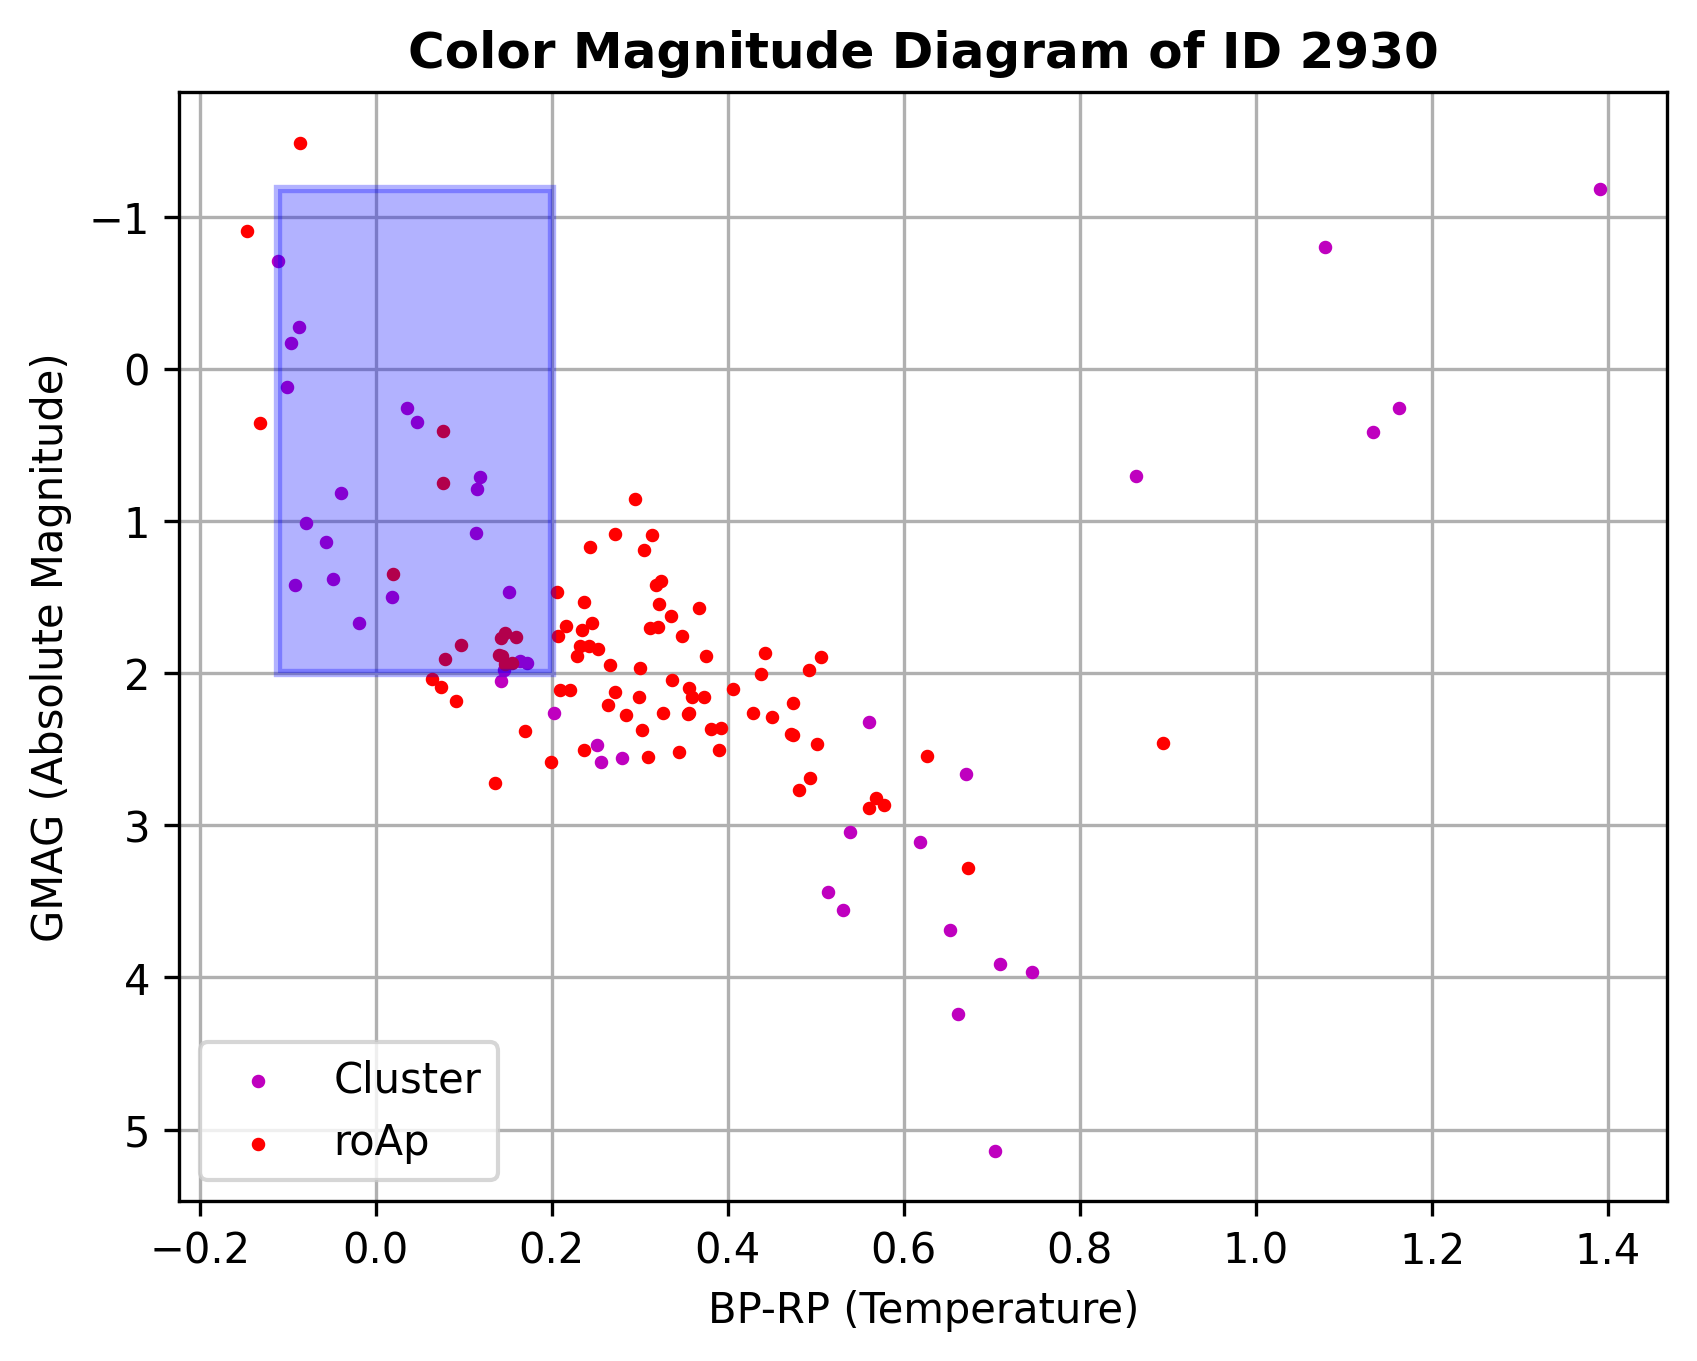 Color Magnitude Diagram of ID 2930
GMAG (Absolute Magnitude)
−1
0
1
2
3
4
5
Cluster
roAp
−0.2 0.0 0.2 0.4 0.6 0.8 1.0 1.2 1.4
BP-RP (Temperature)